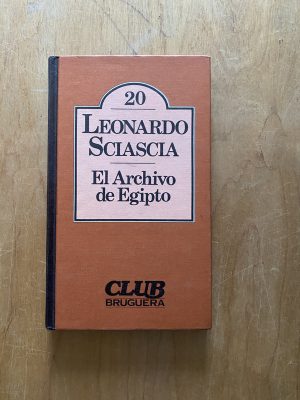 20
LEONARDO
SCIASCIA
El Archivo
de Egipto
CLUB
BRUGUERA